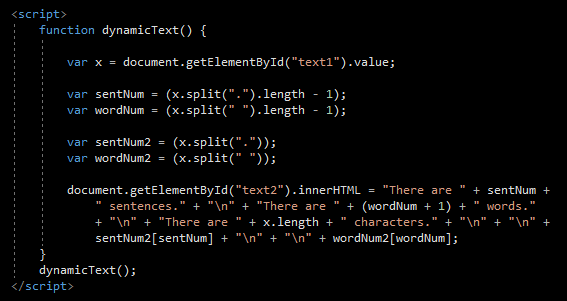 <script>
function dynamicText() {
var x = document.getElementById("text1").value;
var sentNum = (x.split(".").length - 1);
var wordNum = (x.split(" ").length - 1);
var sentNum2 = (x.split("."));
var wordNum2 = (x.split(" "));
document.getElementById("text2").innerHTML = "There are " + sentNum +
" sentences." + "\n" + "There are " + (wordNum + 1) + " words."
+ "\n" + "There are " + x.length + " characters." + "\n" + "\n" +
sentNum2[sentNum] + "\n" + "\n" + wordNum2[wordNum];
}
dynamicText();
</script>